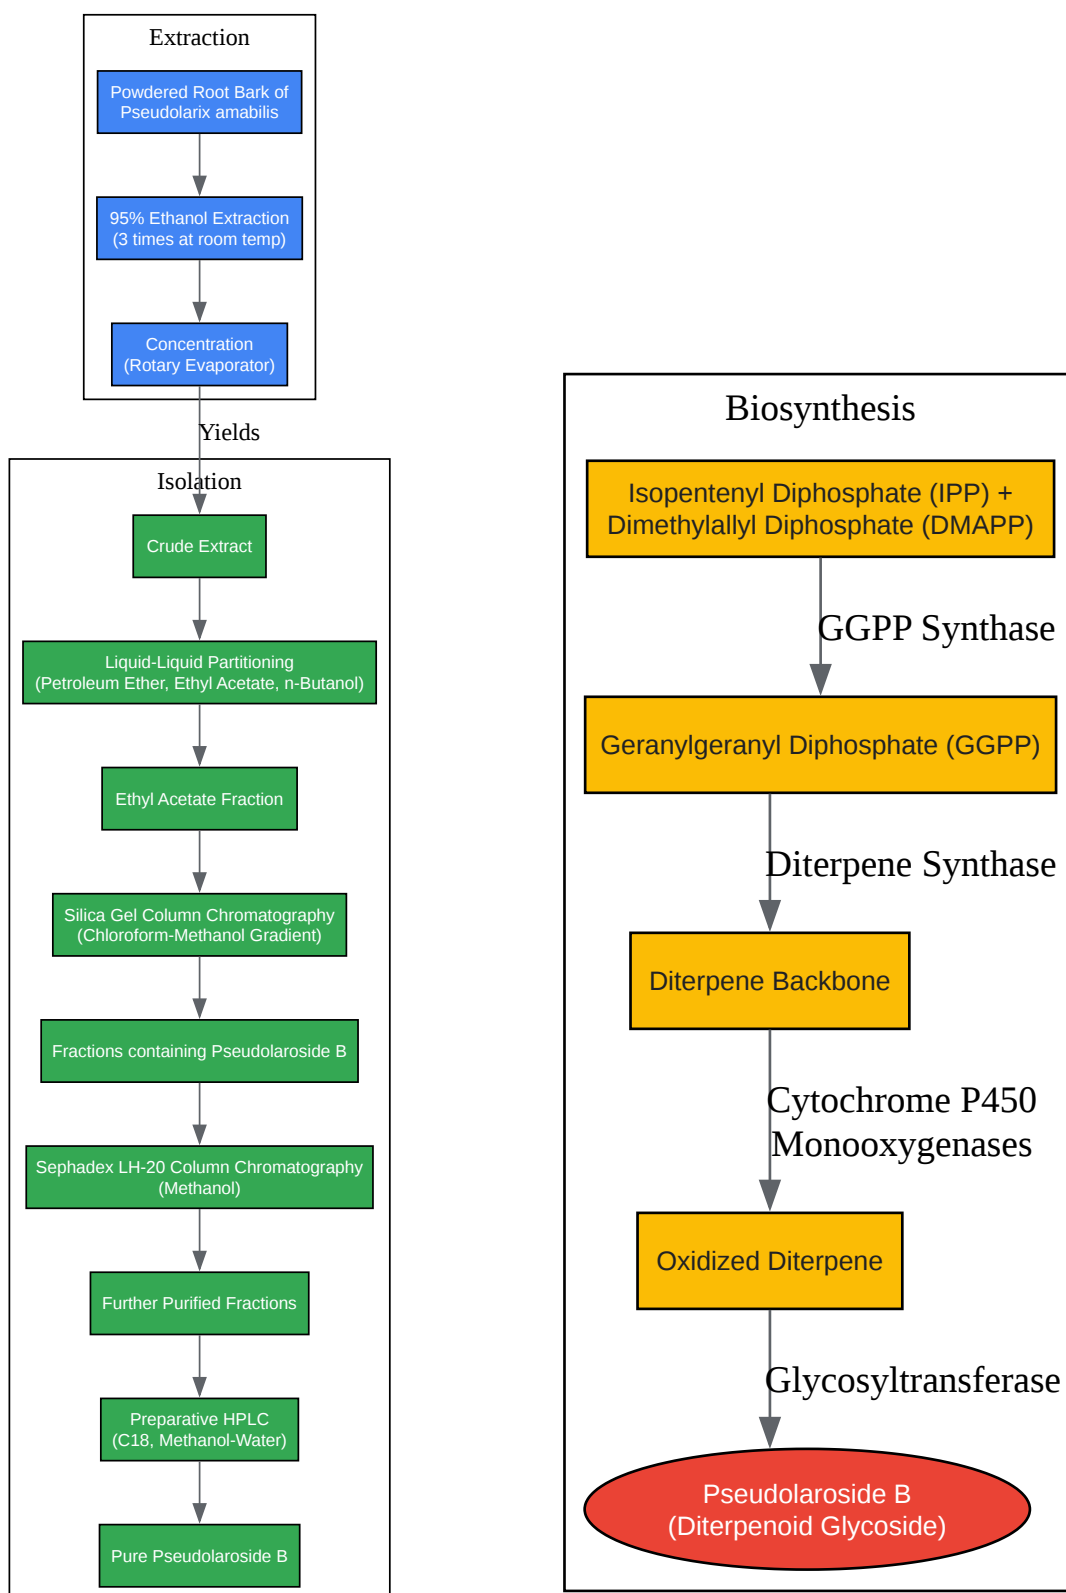 Extraction
Powdered Root Bark of
Pseudolarix amabilis
95% Ethanol Extraction
(3 times at room temp)
Concentration
(Rotary Evaporator)
Yields
Isolation
Crude Extract
Liquid-Liquid Partitioning
(Petroleum Ether, Ethyl Acetate, n-Butanol)
Ethyl Acetate Fraction
Silica Gel Column Chromatography
(Chloroform-Methanol Gradient)
Fractions containing Pseudolaroside B
Sephadex LH-20 Column Chromatography
(Methanol)
Further Purified Fractions
Preparative HPLC
(C18, Methanol-Water)
Pure Pseudolaroside B
Biosynthesis
Isopentenyl Diphosphate (IPP) +
Dimethylallyl Diphosphate (DMAPP)
GGPP Synthase
Geranylgeranyl Diphosphate (GGPP)
Diterpene Synthase
Diterpene Backbone
Cytochrome P450
Monooxygenases
Oxidized Diterpene
Glycosyltransferase
Pseudolaroside B
(Diterpenoid Glycoside)